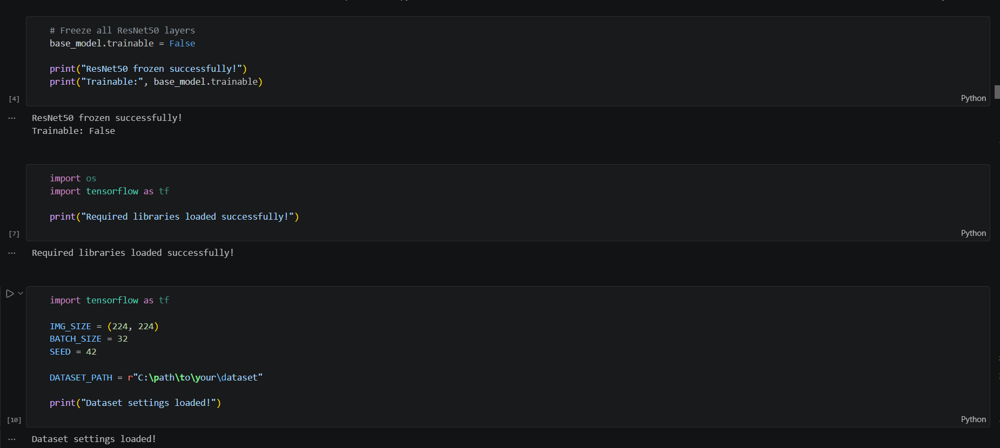 # Freeze all ResNet50 layers
base_model.trainable = False
print("ResNet50 frozen successfully!")
print("Trainable:", base_model.trainable)
[4]
Python
ResNet50 frozen successfully!
Trainable: False
import os
import tensorflow as tf
print("Required libraries loaded successfully!")
[7]
Python
Required libraries loaded successfully!
import tensorflow as tf
IMG_SIZE = (224, 224)
BATCH_SIZE = 32
SEED = 42
DATASET_PATH = r"C:\path\to\your\dataset"
print("Dataset settings loaded!")
[10]
Python
Dataset settings loaded!